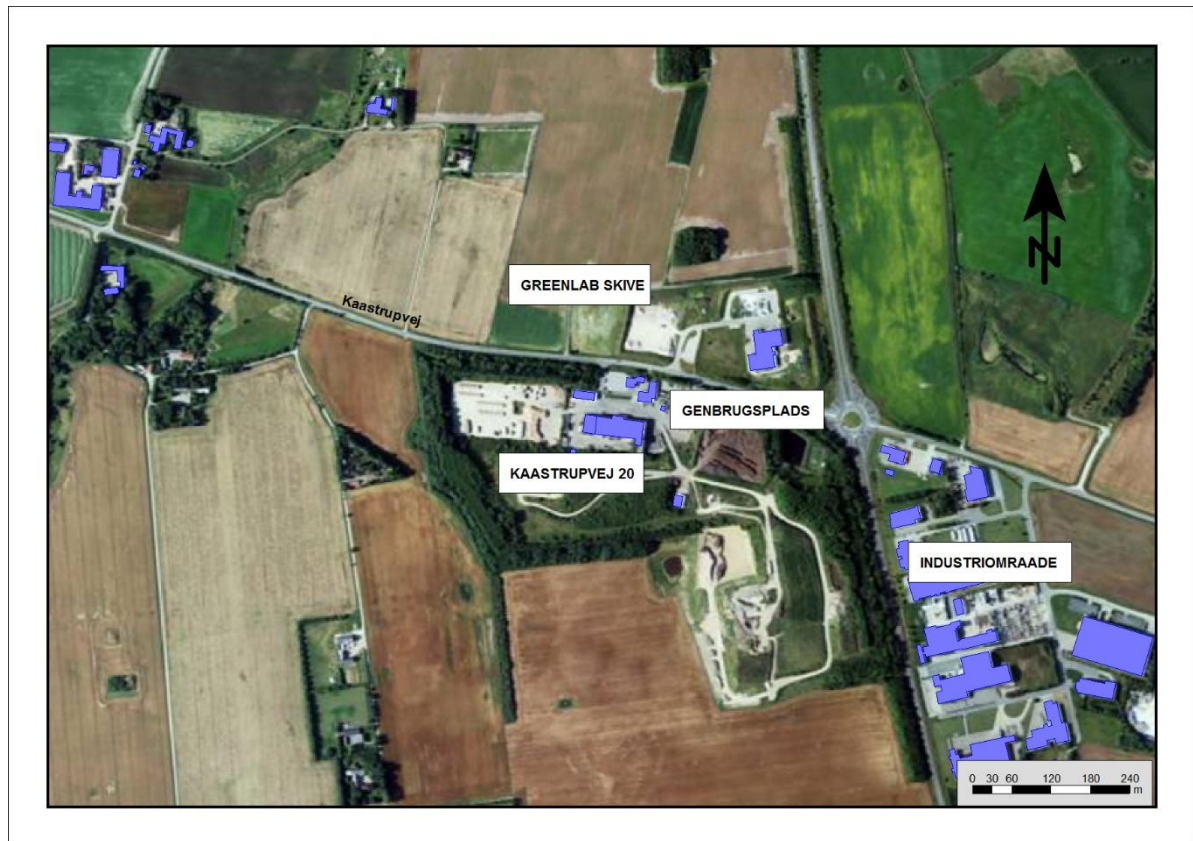 GREENLAB SKIVE
Kaastrupvej
GENBRUGSPLADS
KAASTRUPVEJ 20
INDUSTRIOMRAADE
N
0 30 60 120 180 240
m